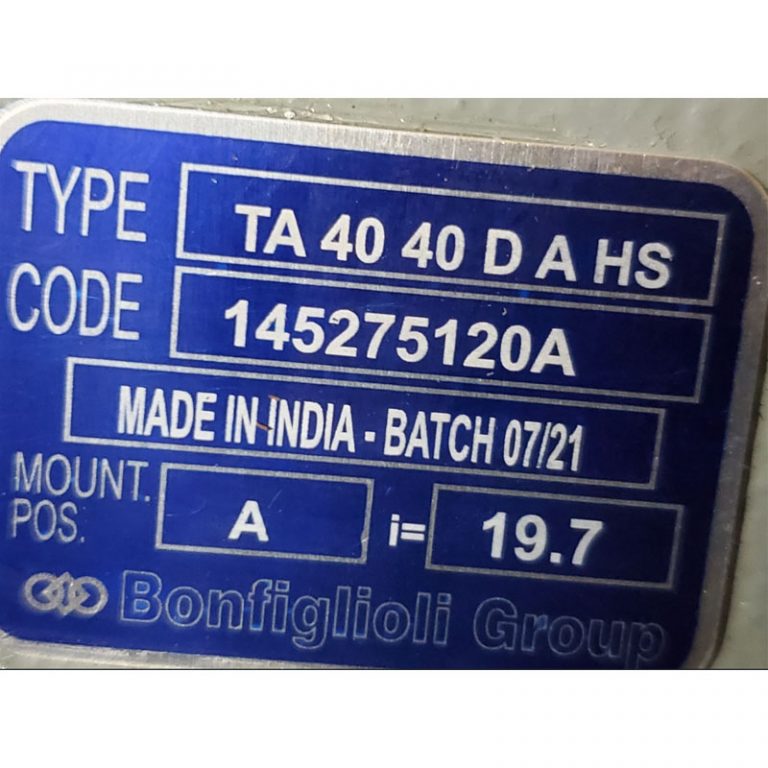 TYPE TA 40 40 D A HS
CODE 145275120A
MADE IN INDIA - BATCH 07/21
MOUNT. POS. A i= 19.7
Bonfiglioli Group